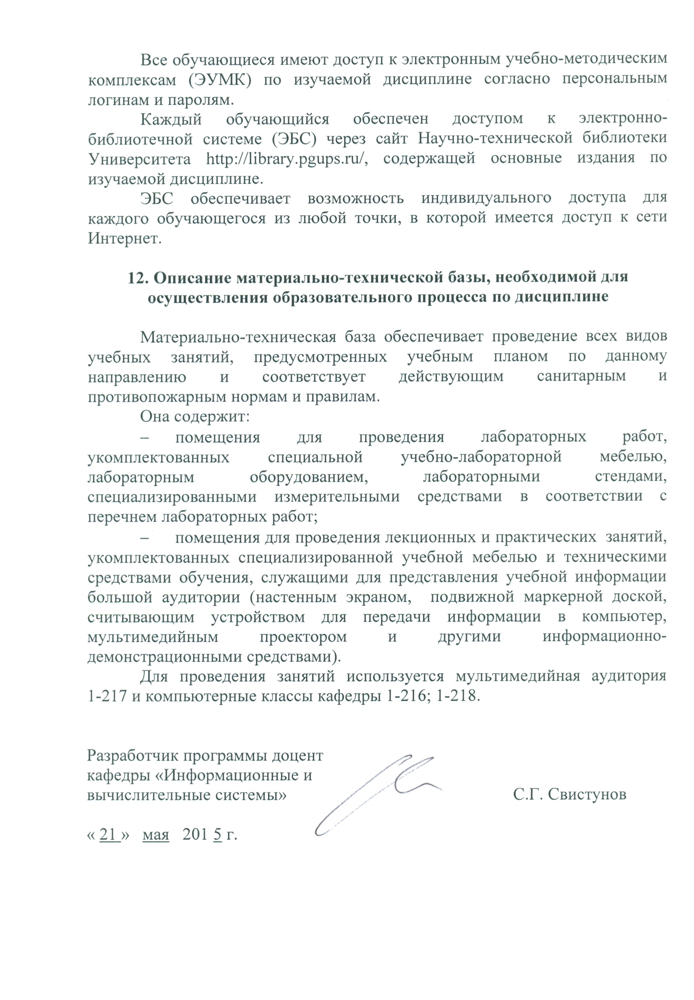 Все обучающиеся имеют доступ к электронным учебно-методическим
комплексам (ЭУМК) по изучаемой дисциплине согласно персональным
логинам и паролям.
Каждый обучающийся обеспечен доступом к электронно-
библиотечной системе (ЭБС) через сайт Научно-технической библиотеки
Университета http://library.pgups.ru/, содержащей основные издания по
изучаемой дисциплине.
ЭБС обеспечивает возможность индивидуального доступа для
каждого обучающегося из любой точки, в которой имеется доступ к сети
Интернет.
12. Описание материально-технической базы, необходимой для
осуществления образовательного процесса по дисциплине
Материально-техническая база обеспечивает проведение всех видов
учебных занятий, предусмотренных учебным планом по данному
направлению и соответствует действующим санитарным и
противопожарным нормам и правилам.
Она содержит:
– помещения для проведения лабораторных работ,
укомплектованных специальной учебно-лабораторной мебелью,
лабораторным оборудованием, лабораторными стендами,
специализированными измерительными средствами в соответствии с
перечнем лабораторных работ;
– помещения для проведения лекционных и практических занятий,
укомплектованных специализированной учебной мебелью и техническими
средствами обучения, служащими для представления учебной информации
большой аудитории (настенным экраном, подвижной маркерной доской,
считывающим устройством для передачи информации в компьютер,
мультимедийным проектором и другими информационно-
демонстрационными средствами).
Для проведения занятий используется мультимедийная аудитория
1-217 и компьютерные классы кафедры 1-216; 1-218.
Разработчик программы доцент
кафедры «Информационные и
вычислительные системы» С.Г. Свистунов
« 21 » мая 201 5 г.